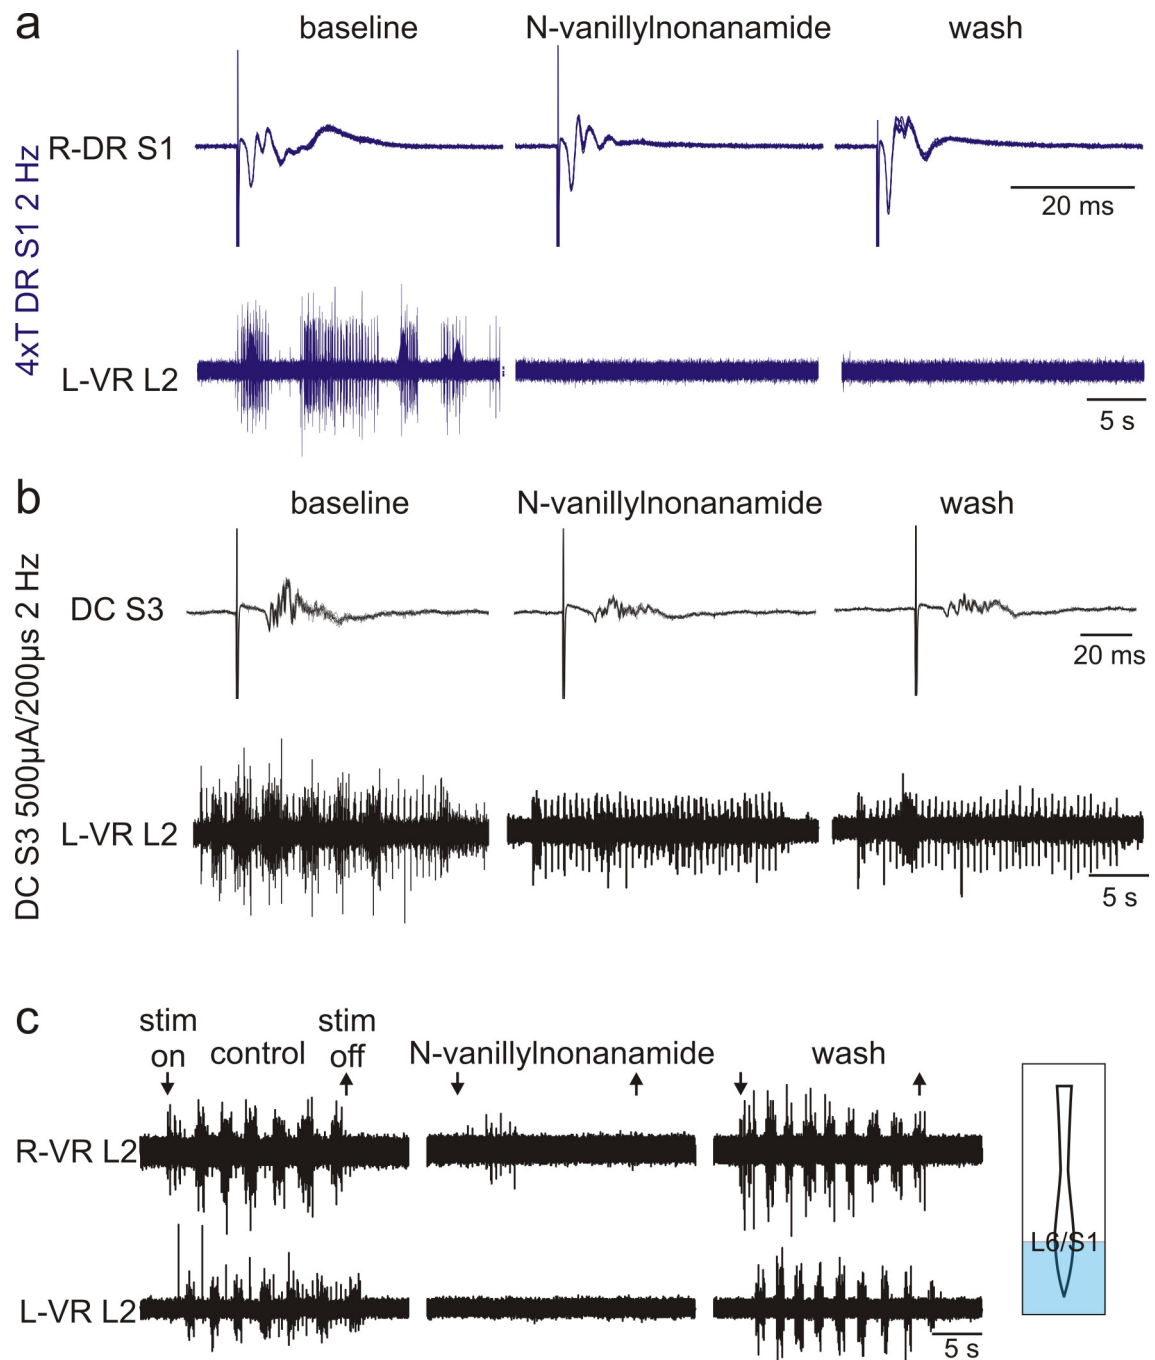 a
baseline
N-vanillylnonanamide
wash
4xT DR S1 2 Hz
R-DR S1
20 ms
L-VR L2
5 s
b
baseline
N-vanillylnonanamide
wash
DC S3 500µA/200µs 2 Hz
DC S3
20 ms
L-VR L2
5 s
c
stim on
control
stim off
N-vanillylnonanamide
wash
R-VR L2
L6/S1
L-VR L2
5 s